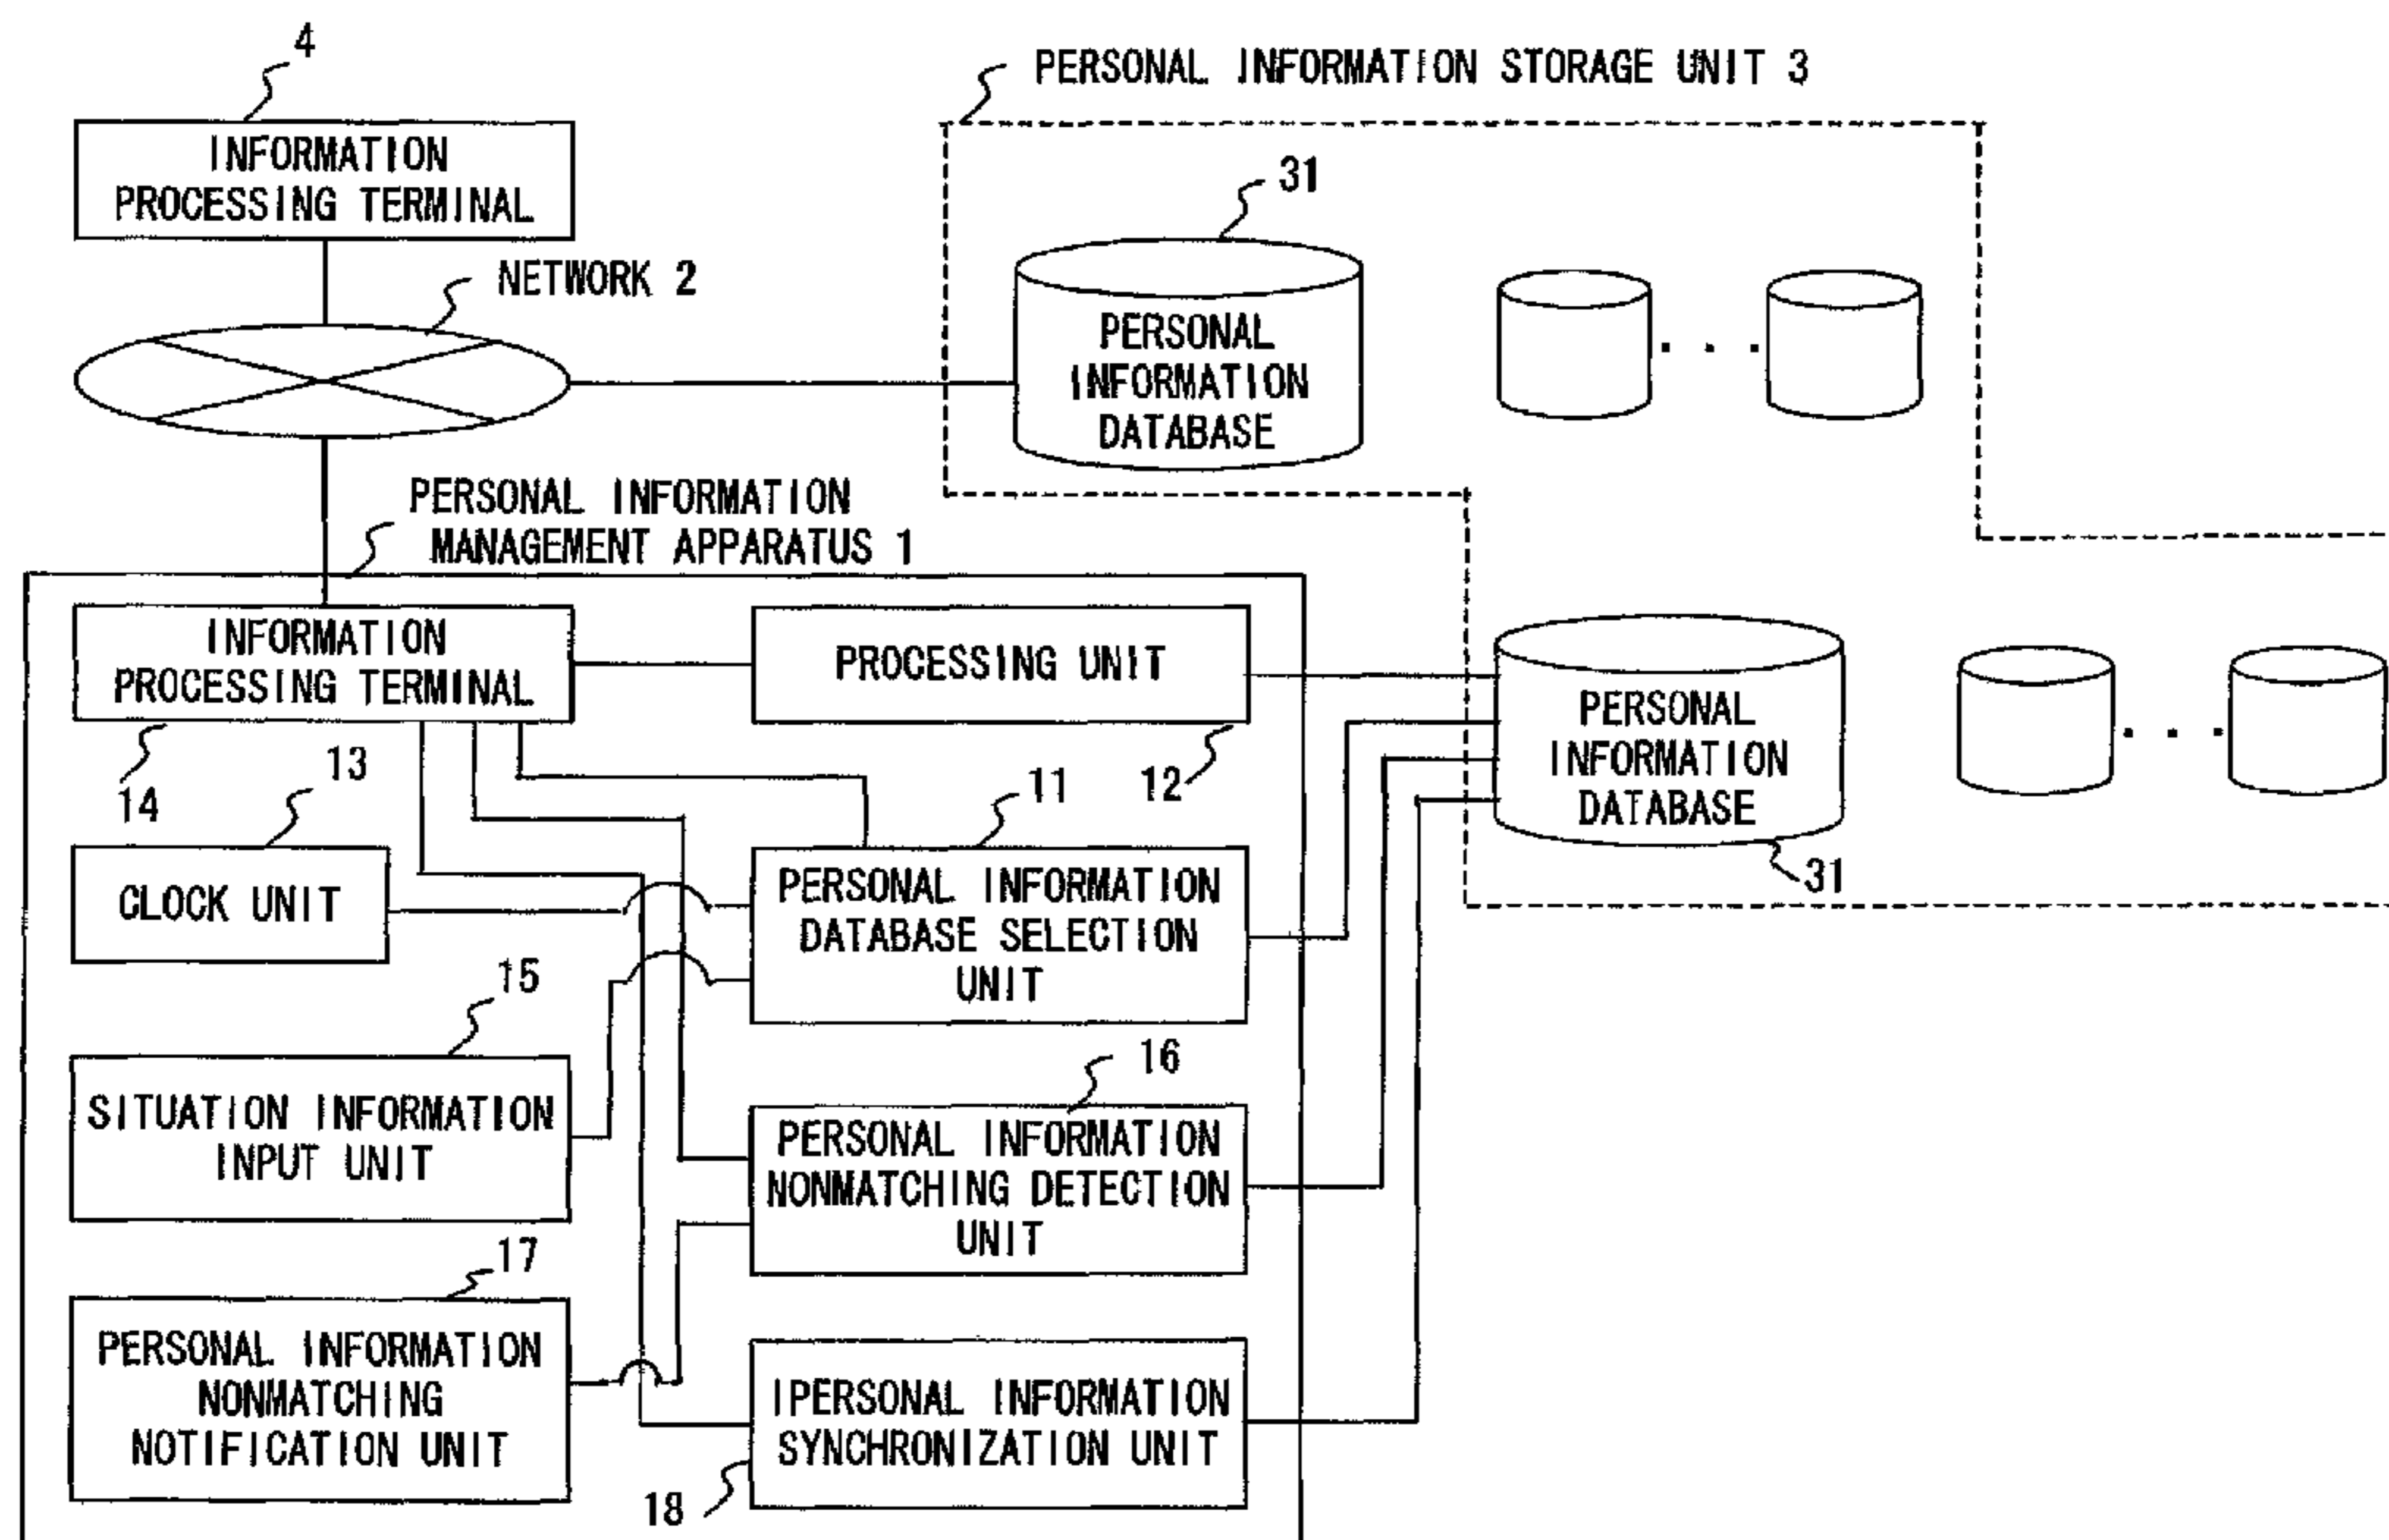 4
PERSONAL INFORMATION STORAGE UNIT 3
INFORMATION
PROCESSING TERMINAL
31
NETWORK 2
PERSONAL
INFORMATION
DATABASE
PERSONAL INFORMATION
MANAGEMENT APPARATUS 1
INFORMATION
PROCESSING TERMINAL
14
PROCESSING UNIT
12
PERSONAL
INFORMATION
DATABASE
31
13
CLOCK UNIT
11
PERSONAL INFORMATION
DATABASE SELECTION
UNIT
15
SITUATION INFORMATION
INPUT UNIT
16
PERSONAL INFORMATION
NONMATCHING DETECTION
UNIT
17
PERSONAL INFORMATION
NONMATCHING
NOTIFICATION UNIT
IPERSONAL INFORMATION
SYNCHRONIZATION UNIT
18